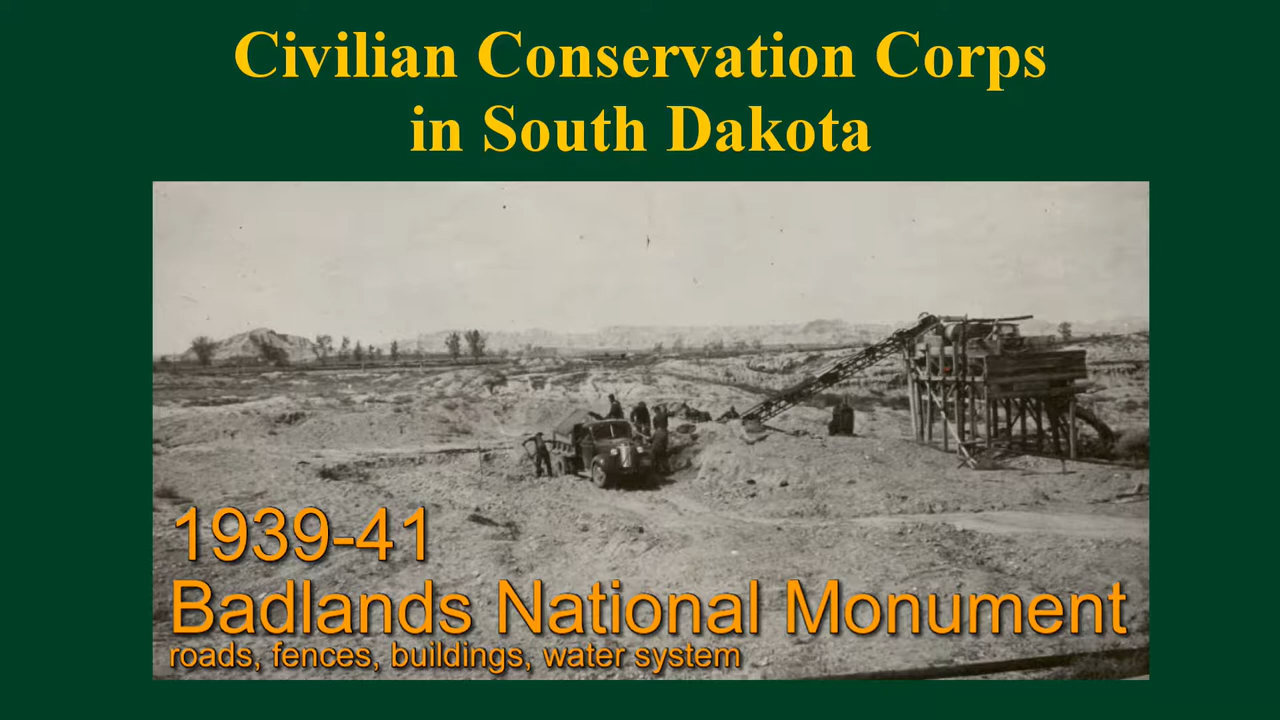 Civilian Conservation Corps
in South Dakota
1939-41
Badlands National Monument
roads, fences, buildings, water system